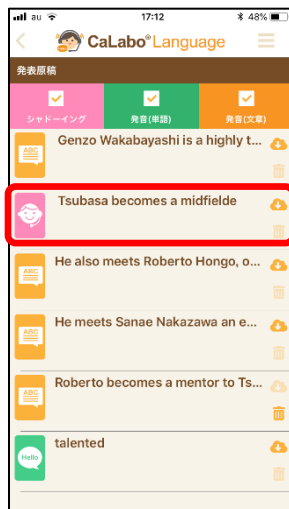 au 17:12 48%
CaLabo® Language
発表原稿
シャドーイング 発音(単語) 発音(文章)
ABC Genzo Wakabayashi is a highly t...
Tsubasa becomes a midfielde
ABC He also meets Roberto Hongo, o...
ABC He meets Sanae Nakazawa an e...
ABC Roberto becomes a mentor to Ts...
Hello talented